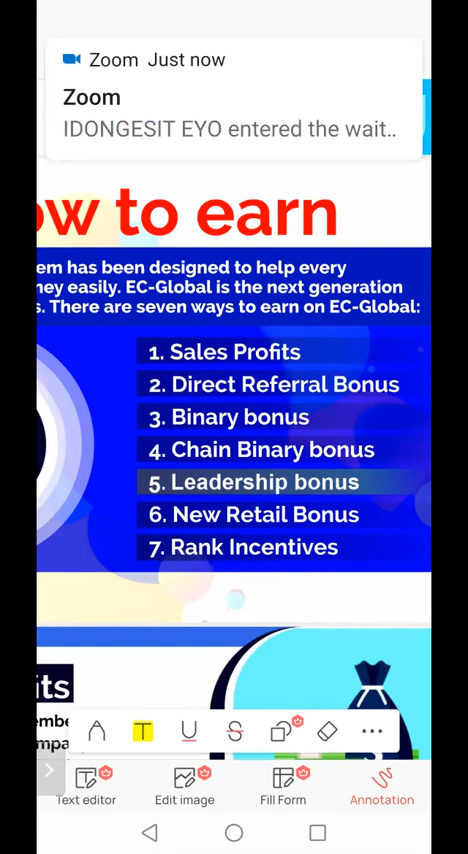 Zoom Just now
Zoom
IDONGESIT EYO entered the wait..
ow to earn
em has been designed to help every
ney easily. EC-Global is the next generation
s. There are seven ways to earn on EC-Global:
1. Sales Profits
2. Direct Referral Bonus
3. Binary bonus
4. Chain Binary bonus
5. Leadership bonus
6. New Retail Bonus
7. Rank Incentives
its
embe
mpa
T U S
Text editor Edit image Fill Form Annotation